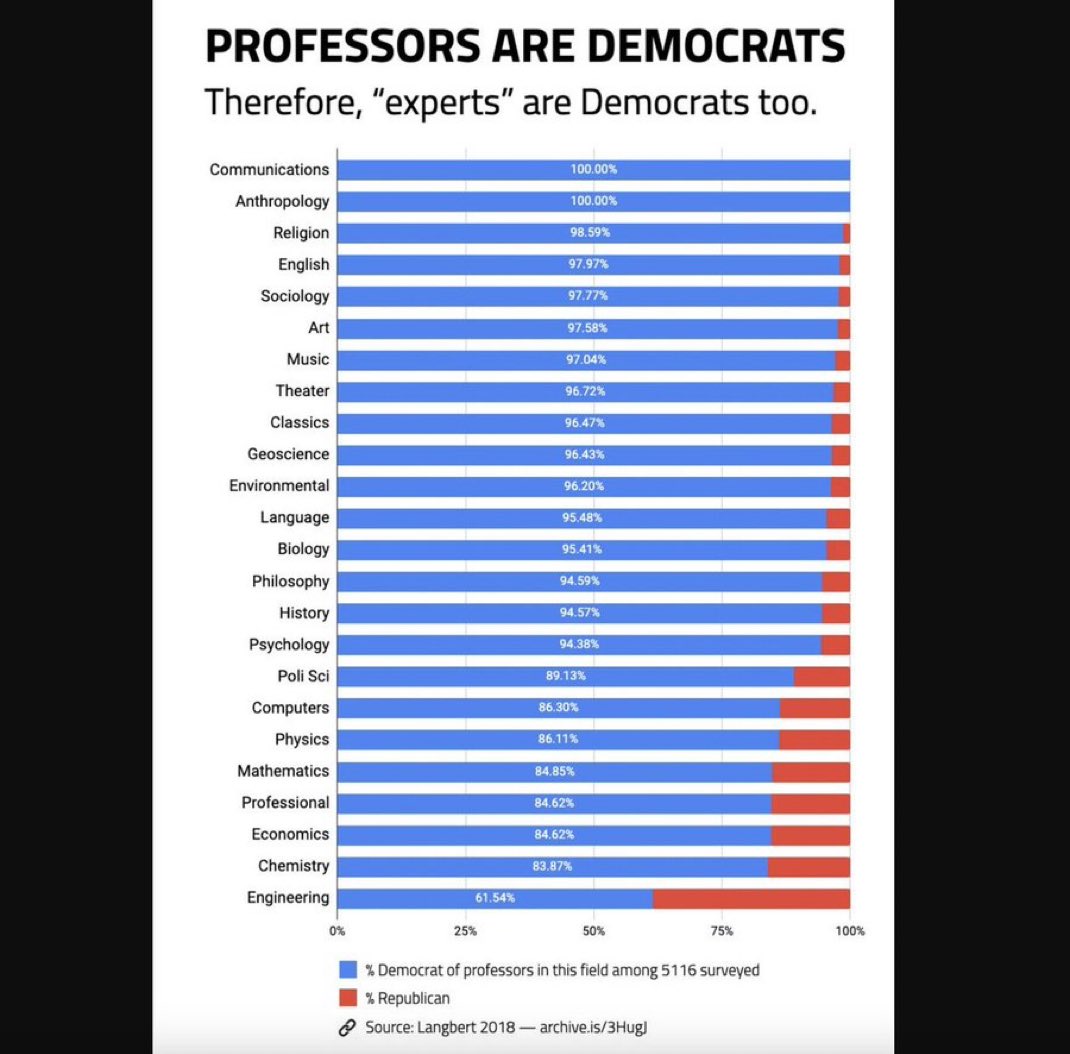 PROFESSORS ARE DEMOCRATS
Therefore, “experts” are Democrats too.
Communications 100.00%
Anthropology 100.00%
Religion 98.59%
English 97.97%
Sociology 97.77%
Art 97.58%
Music 97.04%
Theater 96.72%
Classics 96.47%
Geoscience 96.43%
Environmental 96.20%
Language 95.48%
Biology 95.41%
Philosophy 94.59%
History 94.57%
Psychology 94.38%
Poli Sci 89.13%
Computers 86.30%
Physics 86.11%
Mathematics 84.85%
Professional 84.62%
Economics 84.62%
Chemistry 83.87%
Engineering 61.54%
0% 25% 50% 75% 100%
% Democrat of professors in this field among 5116 surveyed
% Republican
Source: Langbert 2018 — archive.is/3HugJ